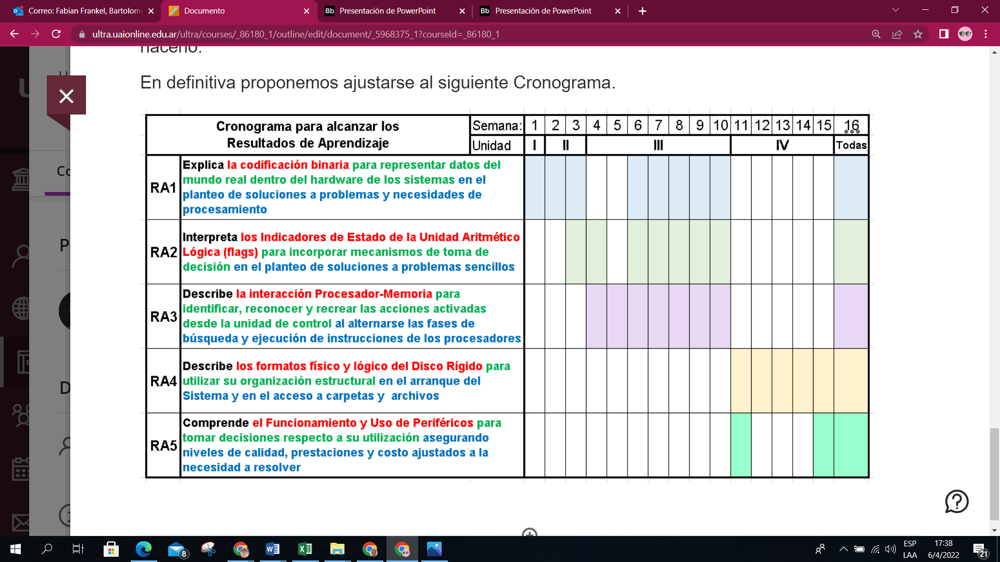 Correo: Fabian Frankel, Bartolom
Documento
Bb Presentación de PowerPoint
Bb Presentación de PowerPoint
ultra.uaionline.edu.ar/ultra/courses/_86180_1/outline/edit/document/_5968375_1?courseId=_86180_1
hacerlo.
En definitiva proponemos ajustarse al siguiente Cronograma.
Cronograma para alcanzar los
Resultados de Aprendizaje
Semana: 1 2 3 4 5 6 7 8 9 10 11 12 13 14 15 16
Unidad I II III IV Todas
RA1
Explica la codificación binaria para representar datos del
mundo real dentro del hardware de los sistemas en el
planteo de soluciones a problemas y necesidades de
procesamiento
RA2
Interpreta los Indicadores de Estado de la Unidad Aritmético
Lógica (flags) para incorporar mecanismos de toma de
decisión en el planteo de soluciones a problemas sencillos
RA3
Describe la interacción Procesador-Memoria para
identificar, reconocer y recrear las acciones activadas
desde la unidad de control al alternarse las fases de
búsqueda y ejecución de instrucciones de los procesadores
RA4
Describe los formatos físico y lógico del Disco Rígido para
utilizar su organización estructural en el arranque del
Sistema y en el acceso a carpetas y archivos
RA5
Comprende el Funcionamiento y Uso de Periféricos para
tomar decisiones respecto a su utilización asegurando
niveles de calidad, prestaciones y costo ajustados a la
necesidad a resolver
Co
P
D
8
ESP
LAA
17:38
6/4/2022
21